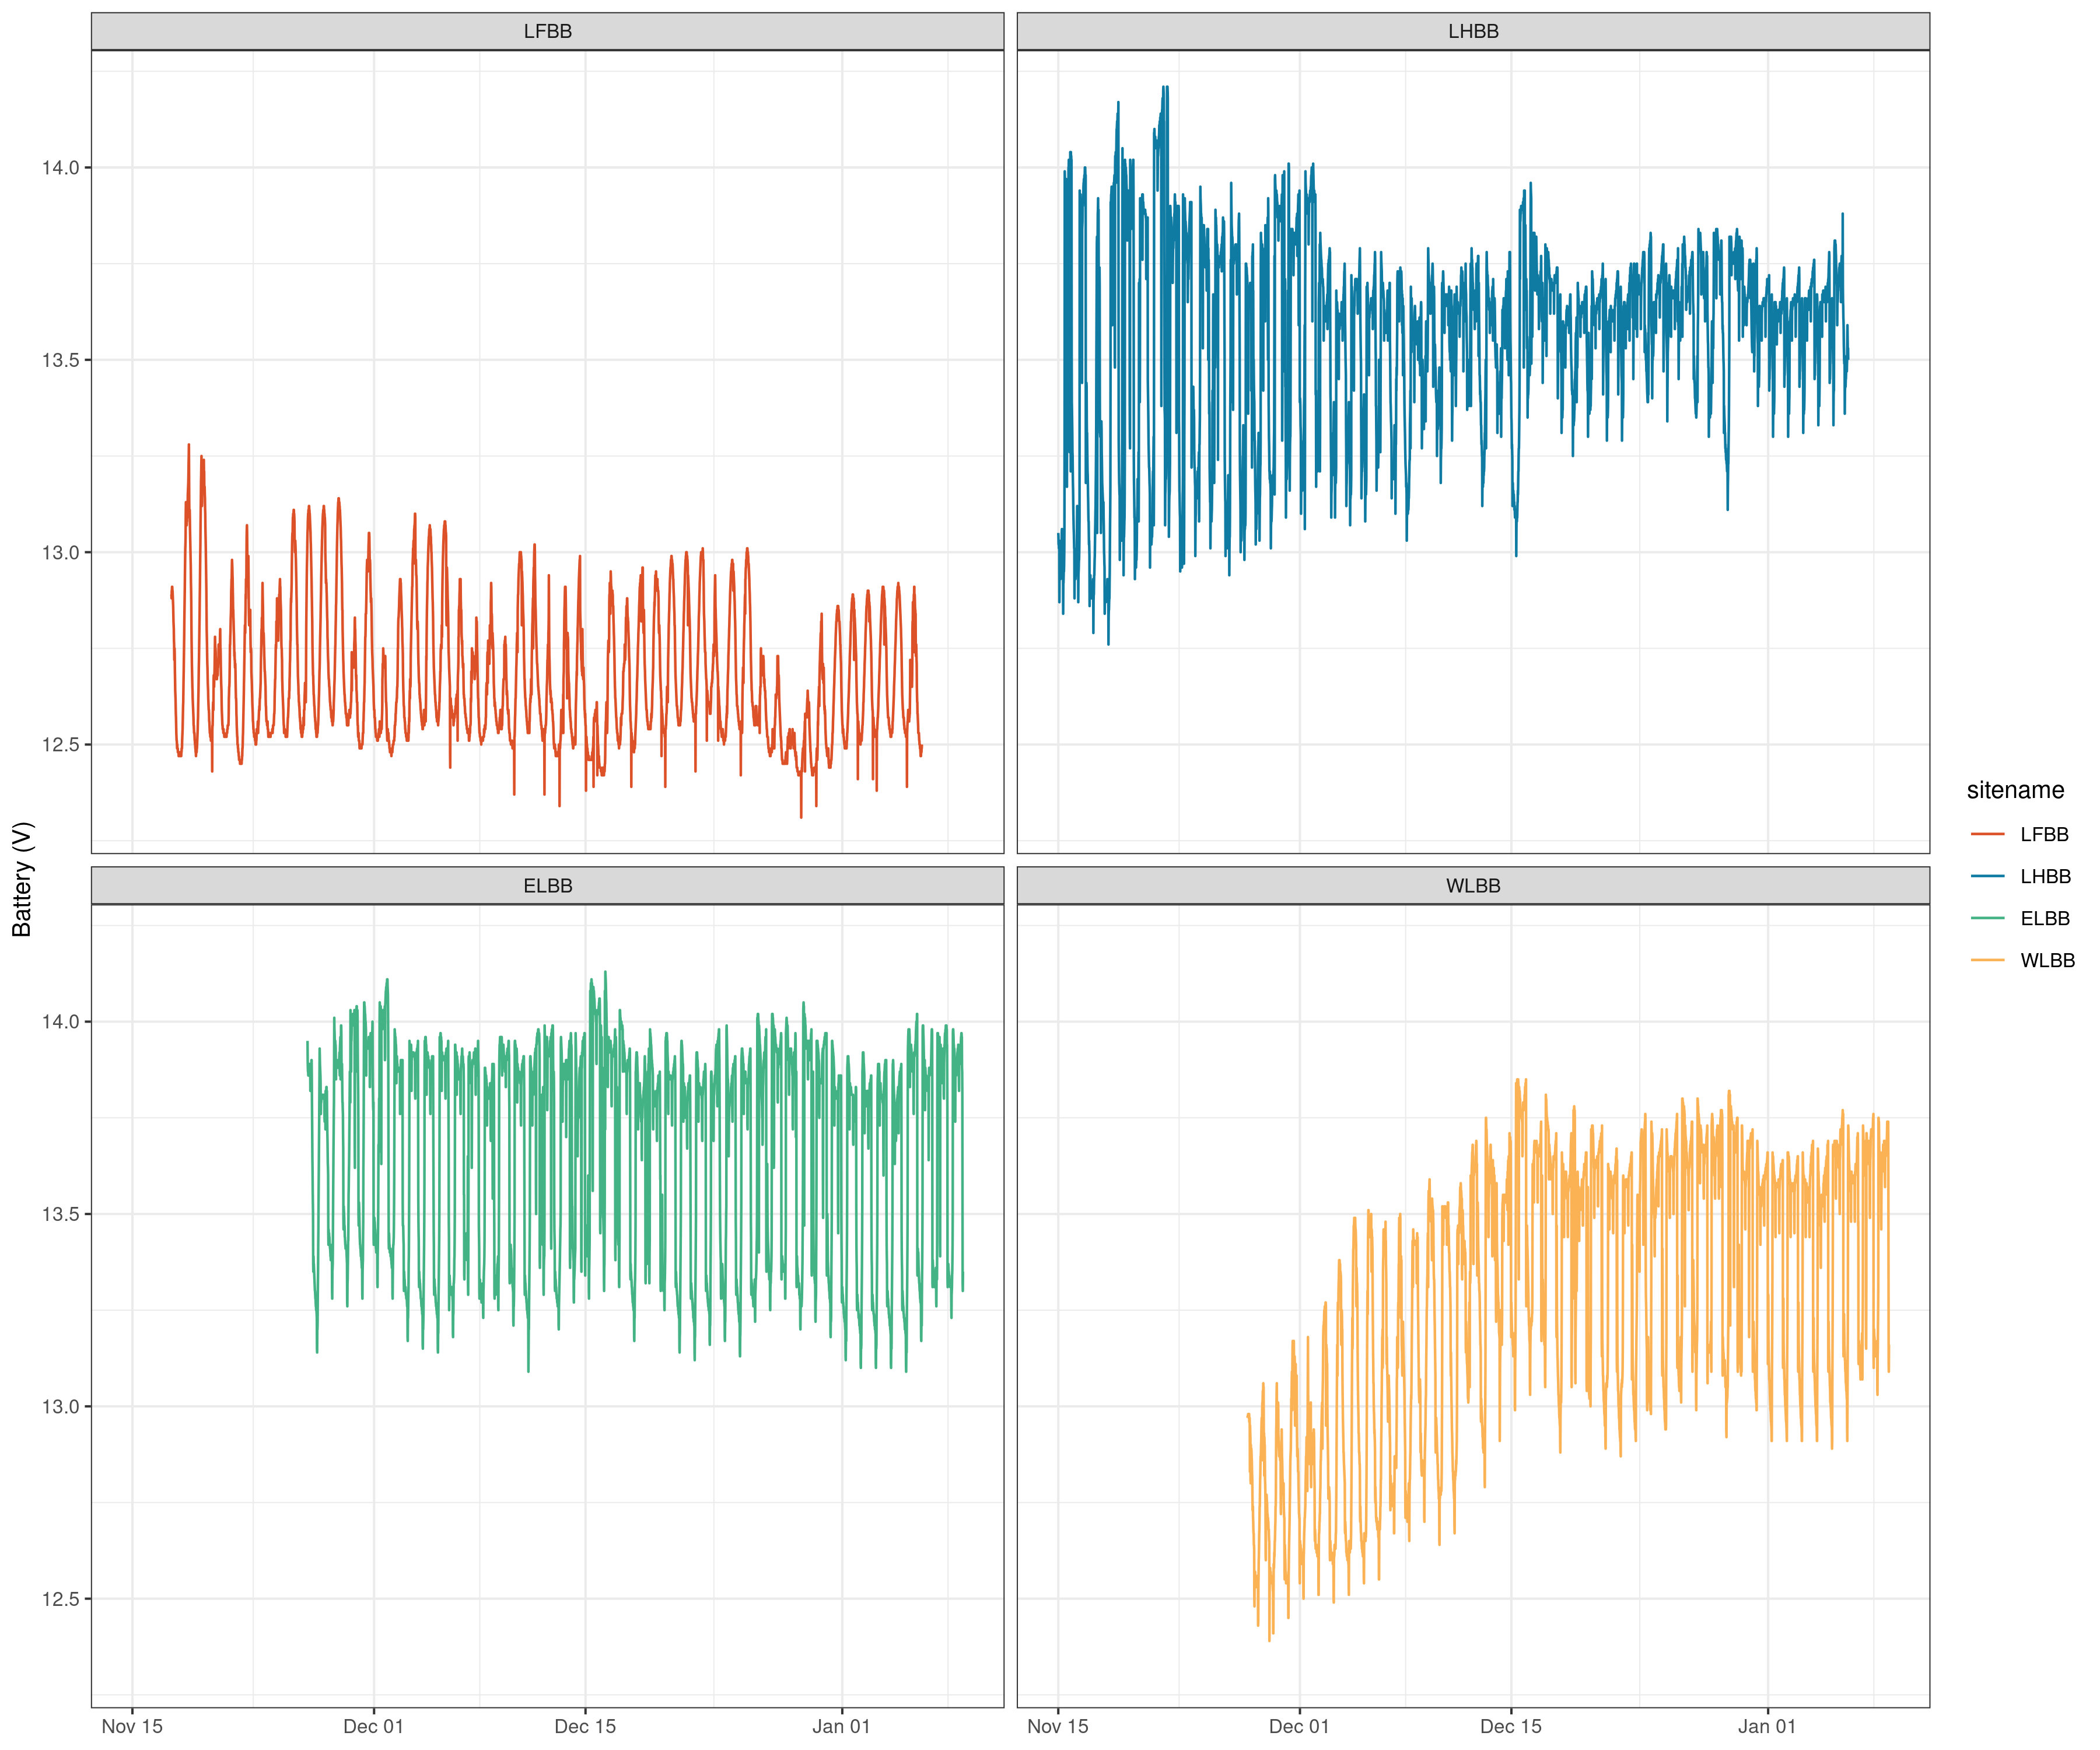 LFBB
LHBB
14.0
13.5
13.0
12.5
ELBB
WLBB
14.0
13.5
13.0
12.5
Nov 15
Dec 01
Dec 15
Jan 01
Nov 15
Dec 01
Dec 15
Jan 01
Battery (V)
sitename
LFBB
LHBB
ELBB
WLBB